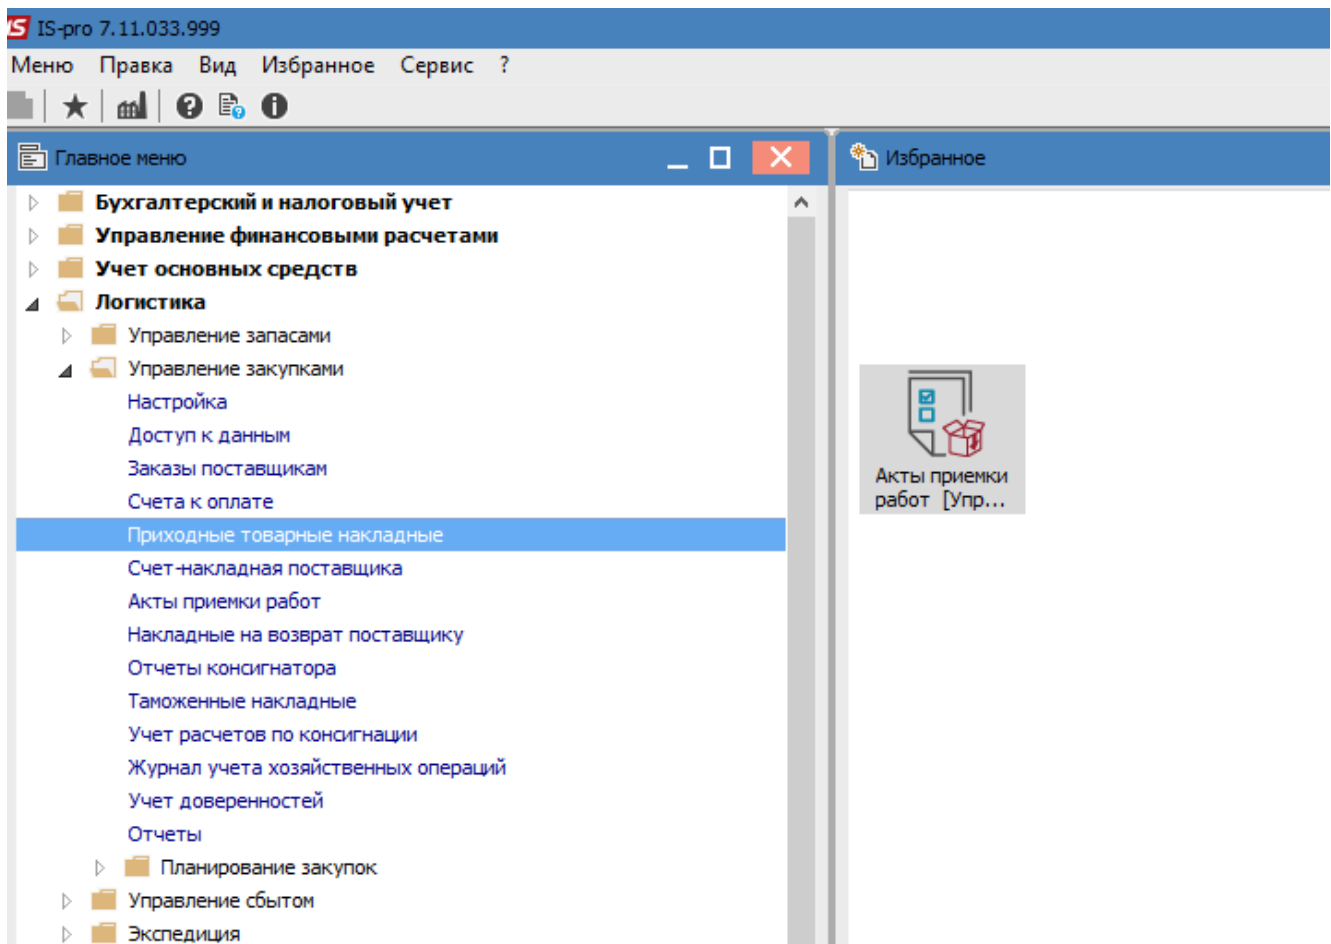 IS IS-pro 7.11.033.999
Меню Правка Вид Избранное Сервис ?
Главное меню
Бухгалтерский и налоговый учет
Управление финансовыми расчетами
Учет основных средств
Логистика
Управление запасами
Управление закупками
Настройка
Доступ к данным
Заказы поставщикам
Счета к оплате
Приходные товарные накладные
Счет-накладная поставщика
Акты приемки работ
Накладные на возврат поставщику
Отчеты консигнатора
Таможенные накладные
Учет расчетов по консигнации
Журнал учета хозяйственных операций
Учет доверенностей
Отчеты
Планирование закупок
Управление сбытом
Экспедиция
Избранное
Акты приемки
работ [Упр...